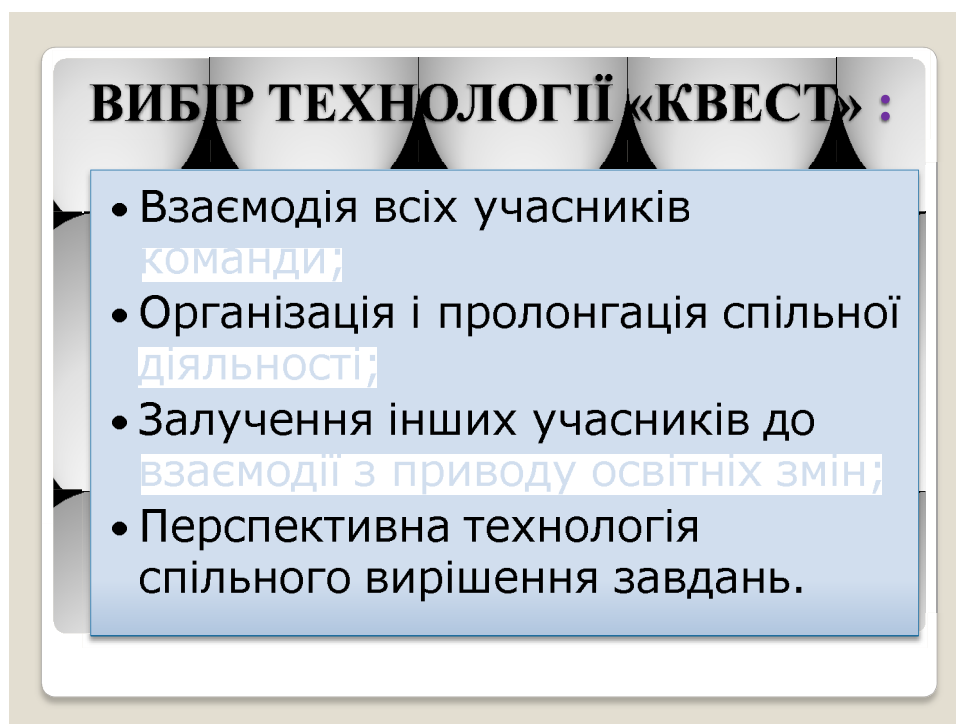 ВИБІР ТЕХНОЛОГІЇ «КВЕСТ» :
• Взаємодія всіх учасників
команди;
• Організація і пролонгація спільної
діяльності;
• Залучення інших учасників до
взаємодії з приводу освітніх змін;
• Перспективна технологія
спільного вирішення завдань.